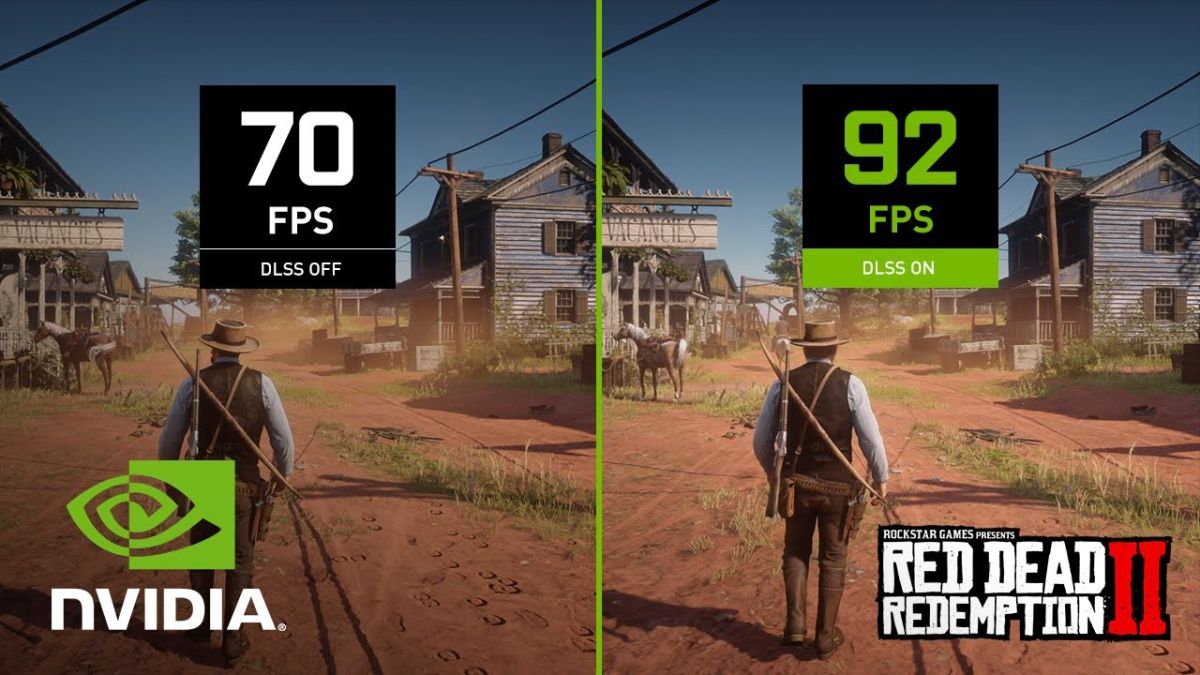 70
FPS
DLSS OFF
VACANCIES
92
FPS
DLSS ON
VACANCIES
NVIDIA®
ROCKSTAR GAMES PRESENTS
RED DEAD
REDEMPTION II